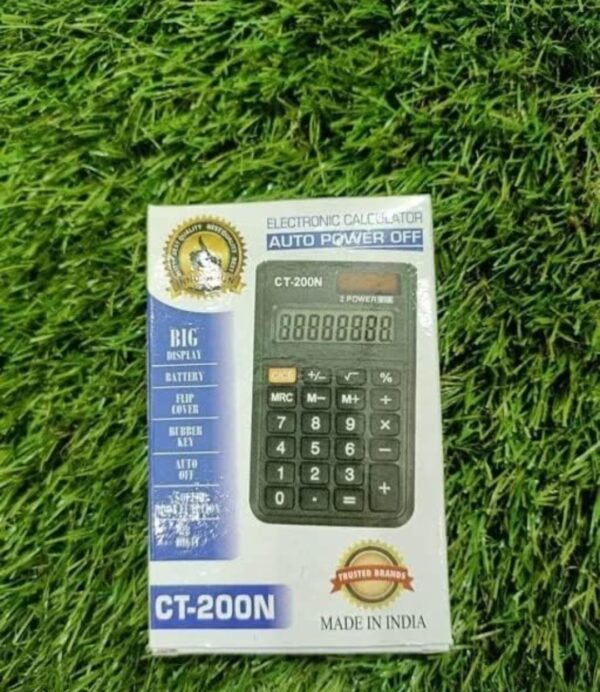 ELECTRONIC CALCULATOR
AUTO POWER OFF
CT-200N
2 POWER
88888888
C/CE +/- √ %
MRC M- M+ ÷
7 8 9 ×
4 5 6 −
1 2 3 +
0 . =
BIG
DISPLAY
BATTERY
FLIP
COVER
RUBBER
KEY
AUTO
OFF
CT-200N
TRUSTED BRANDS
MADE IN INDIA